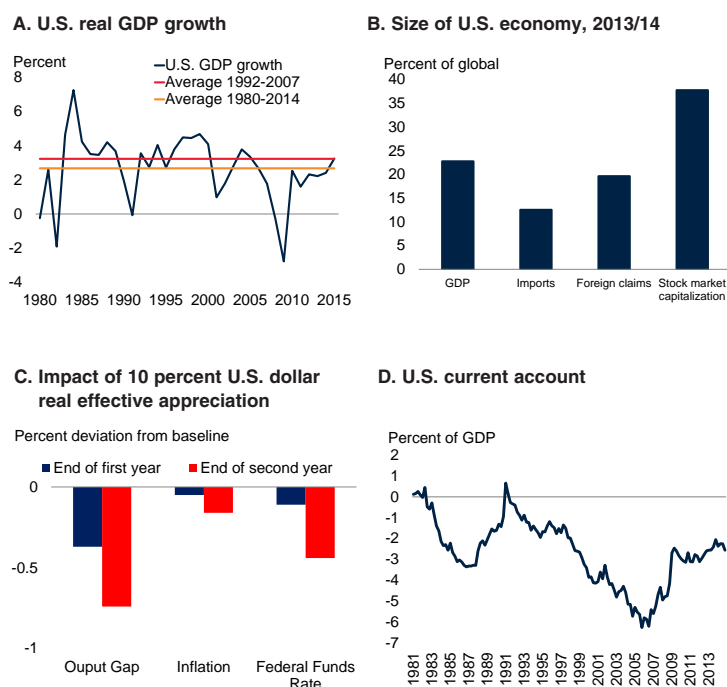 A. U.S. real GDP growth
Percent
U.S. GDP growth
Average 1992-2007
Average 1980-2014
8
6
4
2
0
-2
-4
1980 1985 1990 1995 2000 2005 2010 2015
B. Size of U.S. economy, 2013/14
Percent of global
40
35
30
25
20
15
10
5
0
GDP Imports Foreign claims Stock market
capitalization
C. Impact of 10 percent U.S. dollar
real effective appreciation
Percent deviation from baseline
End of first year End of second year
0
-0.5
-1
Ouput Gap Inflation Federal Funds
Rate
D. U.S. current account
Percent of GDP
2
1
0
-1
-2
-3
-4
-5
-6
-7
1981 1983 1985 1987 1989 1991 1993 1995 1997 1999 2001 2003 2005 2007 2009 2011 2013